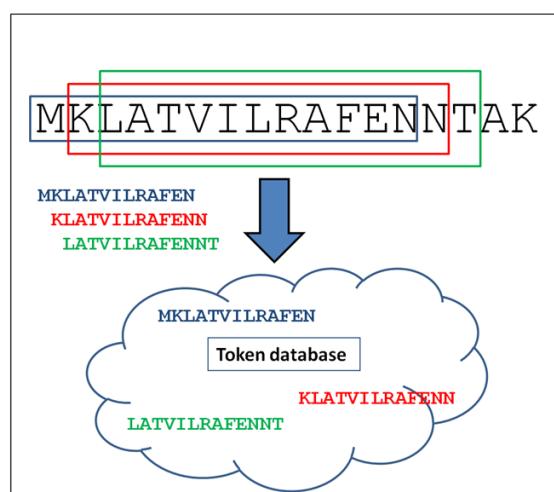 MKLATVILRAFENNTAK
MKLATVILRAFEN
KLATVILRAFENN
LATVILRAFENNT
MKLATVILRAFEN
Token database
KLATVILRAFENN
LATVILRAFENNT